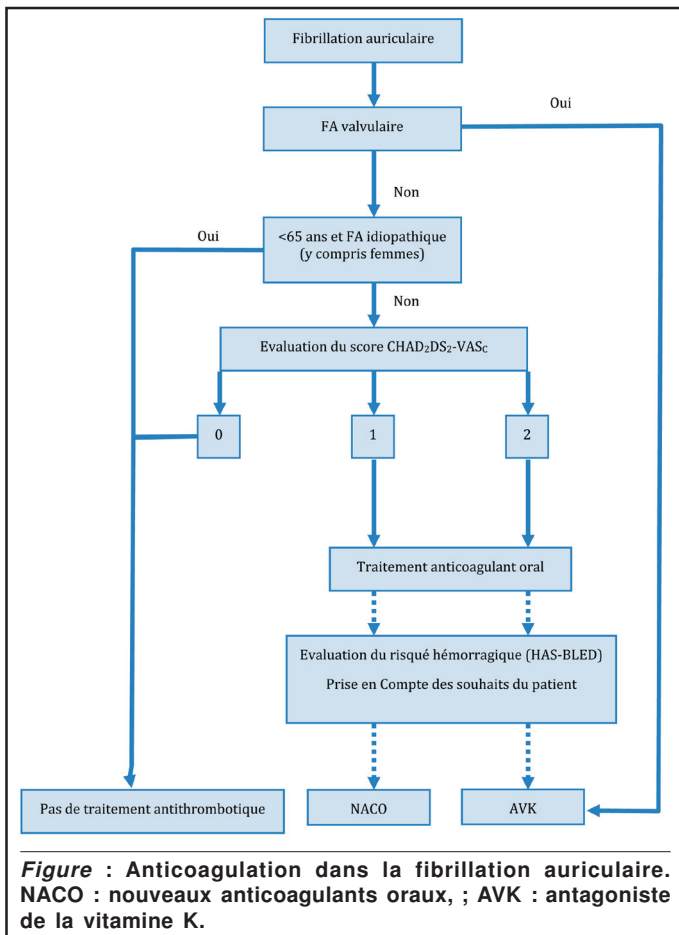 Fibrillation auriculaire
Oui
FA valvulaire
Non
Oui
<65 ans et FA idiopathique
(y compris femmes)
Non
Evaluation du score CHAD₂DS₂-VASc
0
1
2
Traitement anticoagulant oral
Evaluation du risqué hémorragique (HAS-BLED)
Prise en Compte des souhaits du patient
Pas de traitement antithrombotique
NACO
AVK
Figure : Anticoagulation dans la fibrillation auriculaire.
NACO : nouveaux anticoagulants oraux, ; AVK : antagoniste
de la vitamine K.